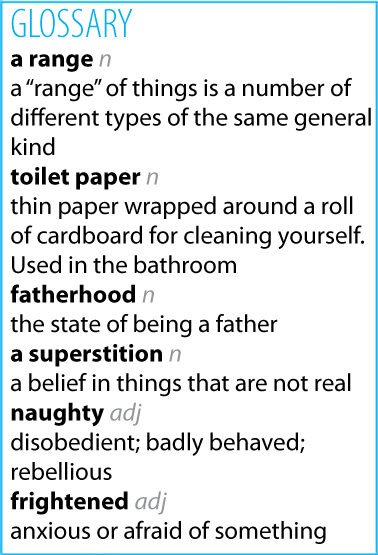 GLOSSARY
a range n
a “range” of things is a number of
different types of the same general
kind
toilet paper n
thin paper wrapped around a roll
of cardboard for cleaning yourself.
Used in the bathroom
fatherhood n
the state of being a father
a superstition n
a belief in things that are not real
naughty adj
disobedient; badly behaved;
rebellious
frightened adj
anxious or afraid of something